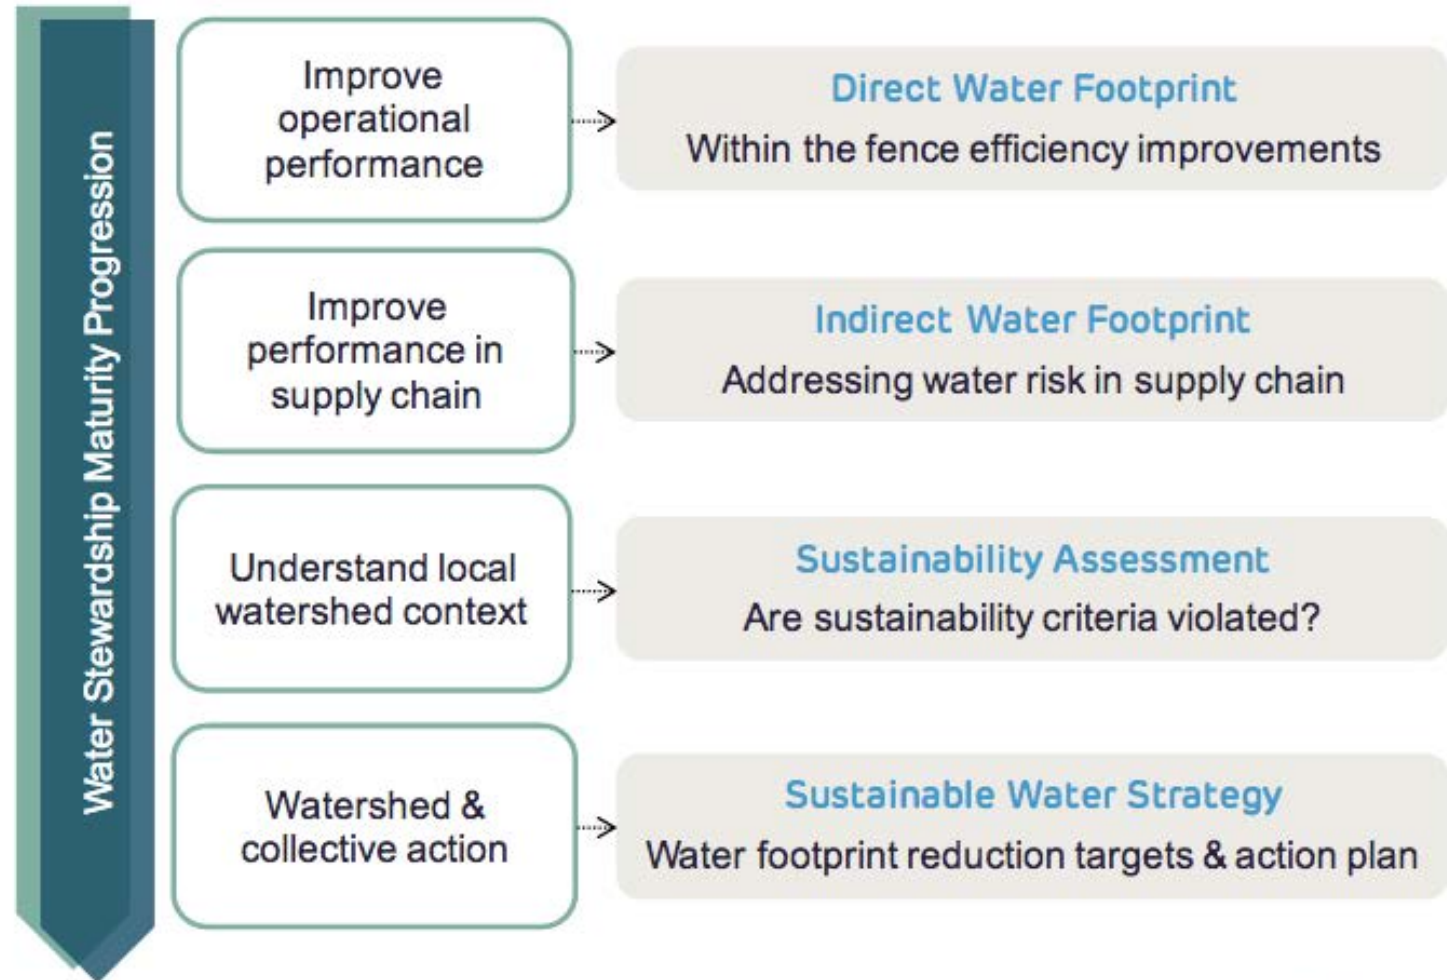 Water Stewardship Maturity Progression
Improve
operational
performance
Direct Water Footprint
Within the fence efficiency improvements
Improve
performance in
supply chain
Indirect Water Footprint
Addressing water risk in supply chain
Understand local
watershed context
Sustainability Assessment
Are sustainability criteria violated?
Watershed &
collective action
Sustainable Water Strategy
Water footprint reduction targets & action plan